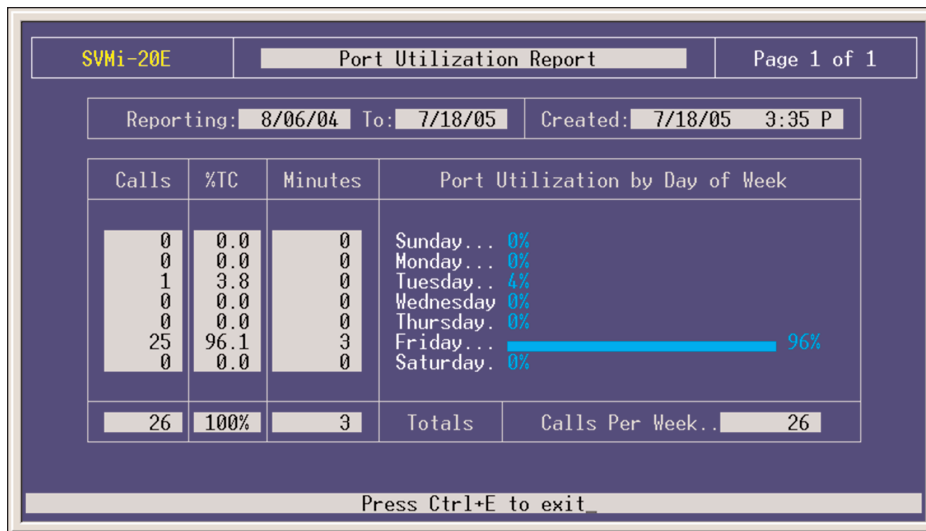 SVMi-20E Port Utilization Report Page 1 of 1
Reporting: 8/06/04 To: 7/18/05 Created: 7/18/05 3:35 P
Calls %TC Minutes Port Utilization by Day of Week
0 0.0 0 Sunday... 0%
0 0.0 0 Monday... 0%
1 3.8 0 Tuesday.. 4%
0 0.0 0 Wednesday 0%
0 0.0 0 Thursday. 0%
25 96.1 3 Friday... 96%
0 0.0 0 Saturday. 0%
26 100% 3 Totals Calls Per Week.. 26
Press Ctrl+E to exit_